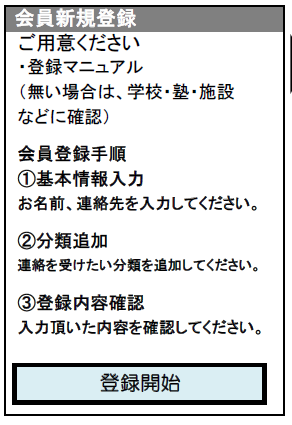 会員新規登録
ご用意ください
・登録マニュアル
（無い場合は、学校・塾・施設
などに確認）
会員登録手順
①基本情報入力
お名前、連絡先を入力してください。
②分類追加
連絡を受けたい分類を追加してください。
③登録内容確認
入力頂いた内容を確認してください。
登録開始